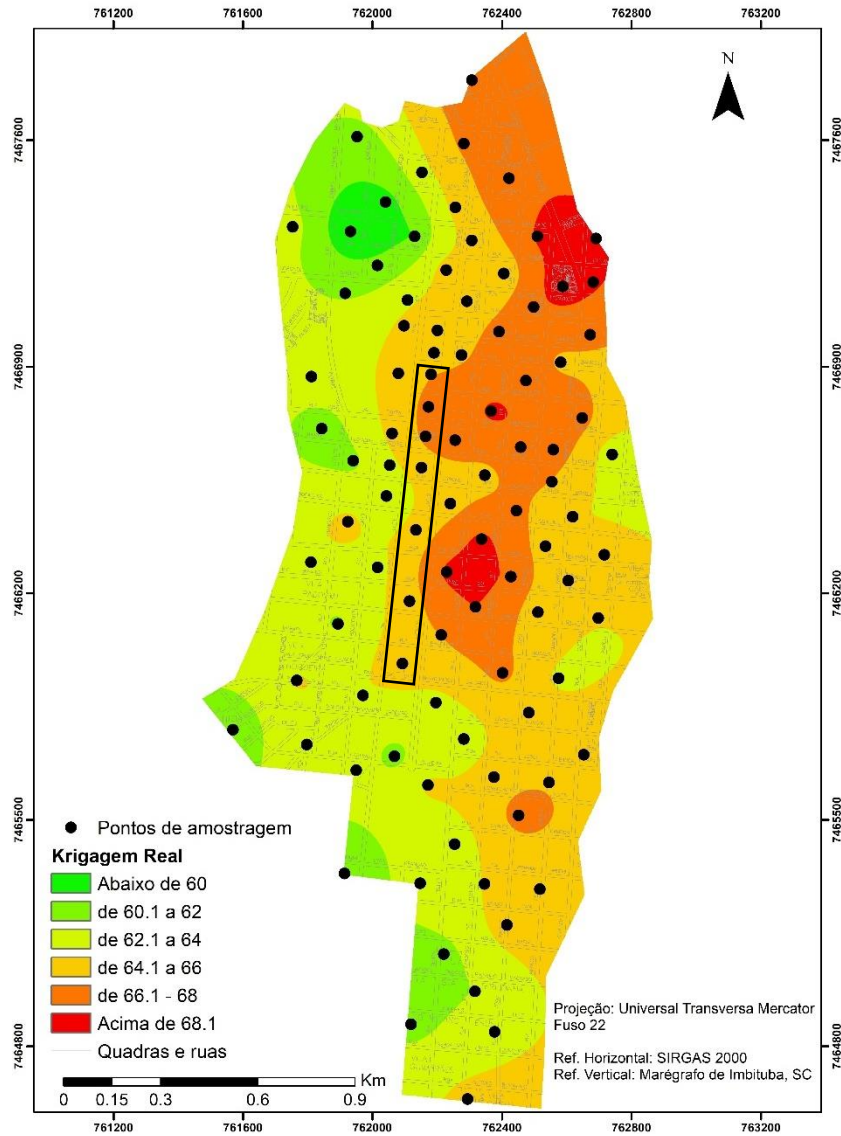 761200 761600 762000 762400 762800 763200
N
7467600 7467600
7466900 7466900
7466200 7466200
7465500 7465500
7464800 7464800
Pontos de amostragem
Krigagem Real
Abaixo de 60
de 60.1 a 62
de 62.1 a 64
de 64.1 a 66
de 66.1 - 68
Acima de 68.1
Quadras e ruas
Km
0 0.15 0.3 0.6 0.9
Projeção: Universal Transversa Mercator
Fuso 22
Ref. Horizontal: SIRGAS 2000
Ref. Vertical: Marégrafo de Imbituba, SC
761200 761600 762000 762400 762800 763200